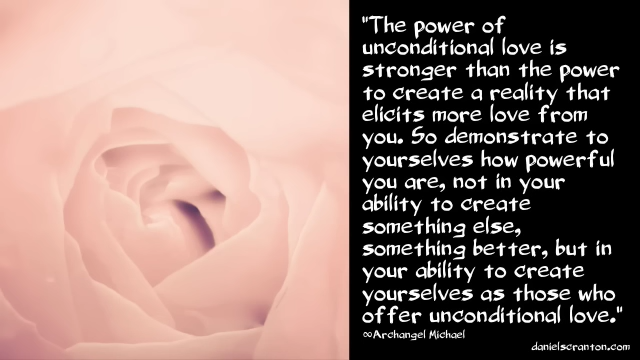 "The power of
unconditional love is
stronger than the power
to create a reality that
elicits more love from
you. So demonstrate to
yourselves how powerful
you are, not in your
ability to create
something else,
something better, but in
your ability to create
yourselves as those who
offer unconditional love."
∞Archangel Michael
danielscranton.com